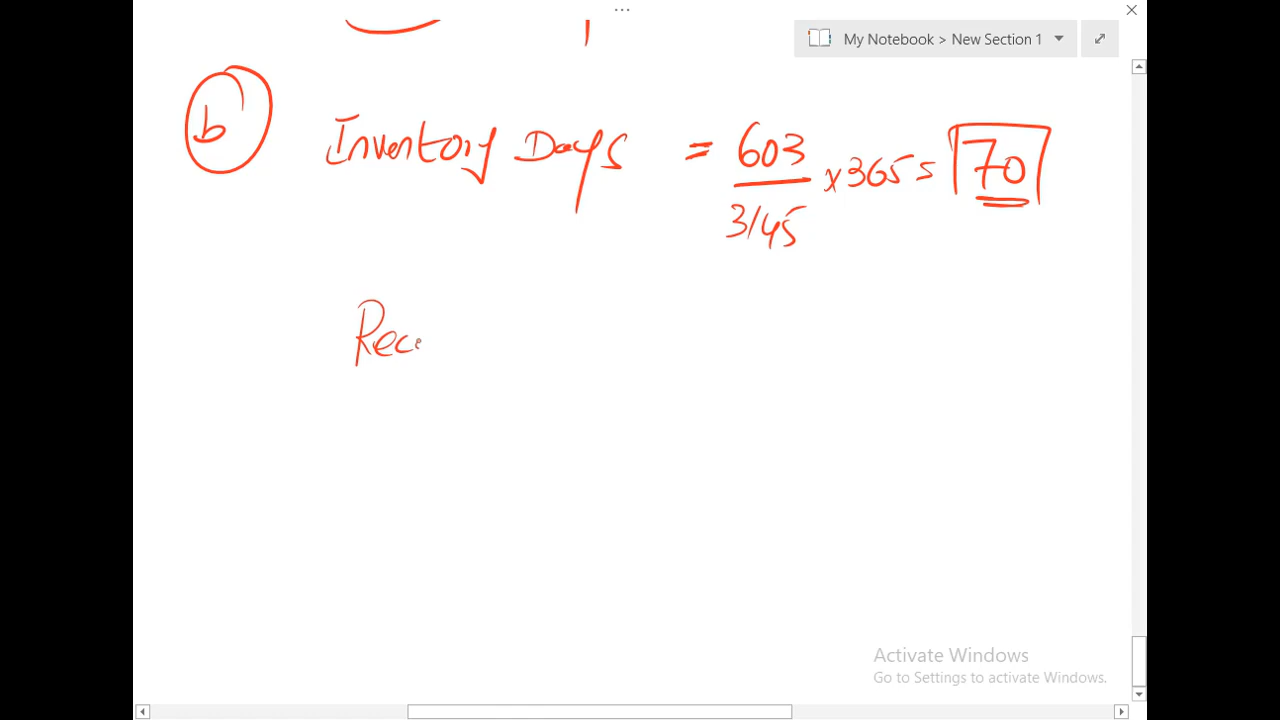 ...
My Notebook > New Section 1
b
Inventory Days = 603/3145 x 365 = 70
Rec
Activate Windows
Go to Settings to activate Windows.